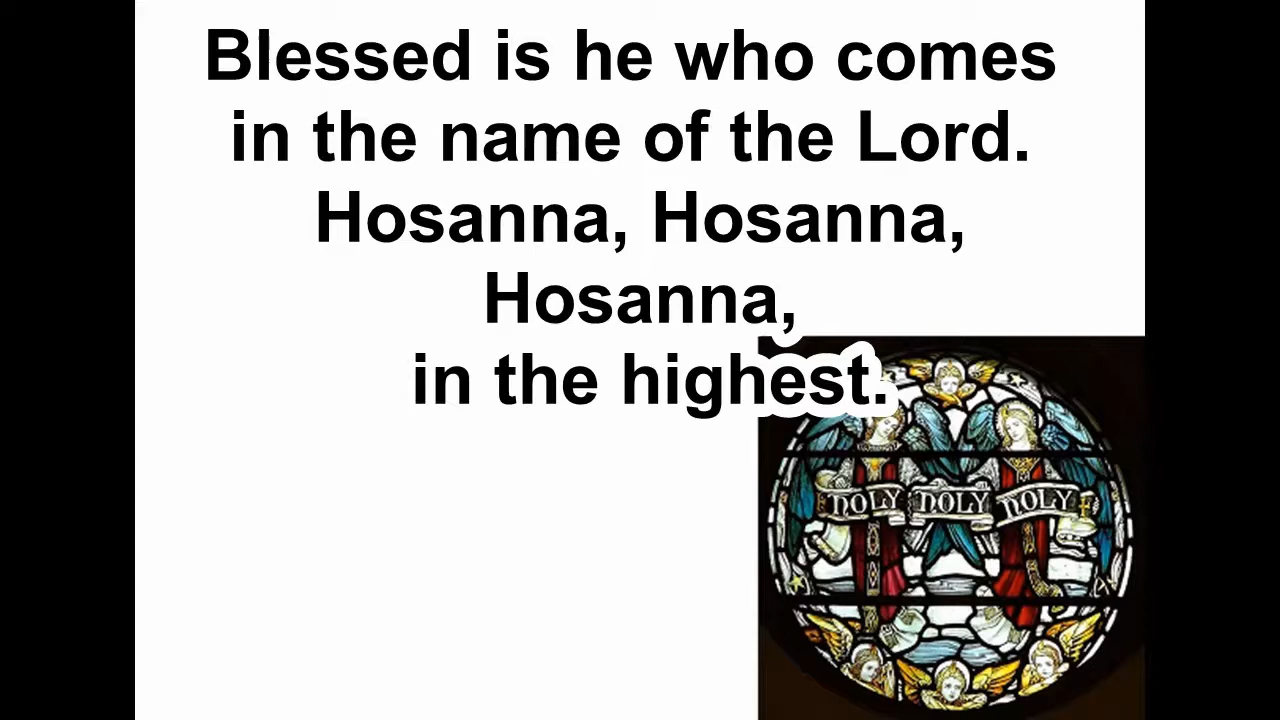 Blessed is he who comes
in the name of the Lord.
Hosanna, Hosanna,
Hosanna,
in the highest.
HOLY HOLY HOLY